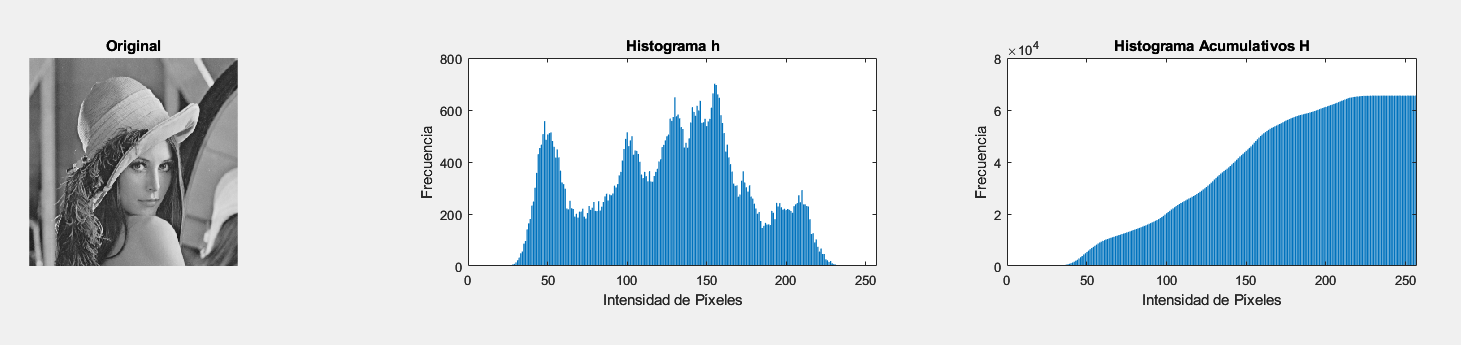 Original
Histograma h
800
600
400
200
0
0 50 100 150 200 250
Frecuencia
Intensidad de Pixeles
Histograma Acumulativos H
×10⁴
8
6
4
2
0
0 50 100 150 200 250
Frecuencia
Intensidad de Pixeles